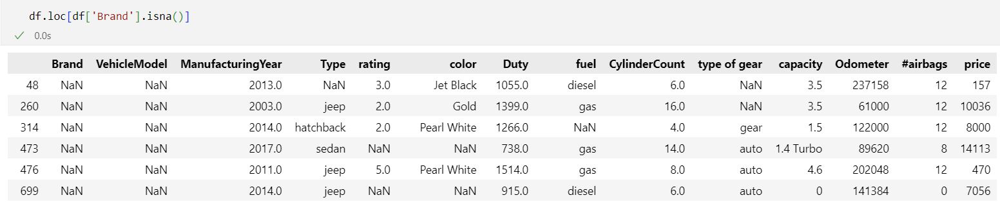 df.loc[df['Brand'].isna()]
0.0s
Brand VehicleModel ManufacturingYear Type rating color Duty fuel CylinderCount type of gear capacity Odometer #airbags price
48 NaN NaN 2013.0 NaN 3.0 Jet Black 1055.0 diesel 6.0 NaN 3.5 237158 12 157
260 NaN NaN 2003.0 jeep 2.0 Gold 1399.0 gas 16.0 NaN 3.5 61000 12 10036
314 NaN NaN 2014.0 hatchback 2.0 Pearl White 1266.0 NaN 4.0 gear 1.5 122000 12 8000
473 NaN NaN 2017.0 sedan NaN NaN 738.0 gas 14.0 auto 1.4 Turbo 89620 8 14113
476 NaN NaN 2011.0 jeep 5.0 Pearl White 1514.0 gas 8.0 auto 4.6 202048 12 470
699 NaN NaN 2014.0 jeep NaN NaN 915.0 diesel 6.0 auto 0 141384 0 7056